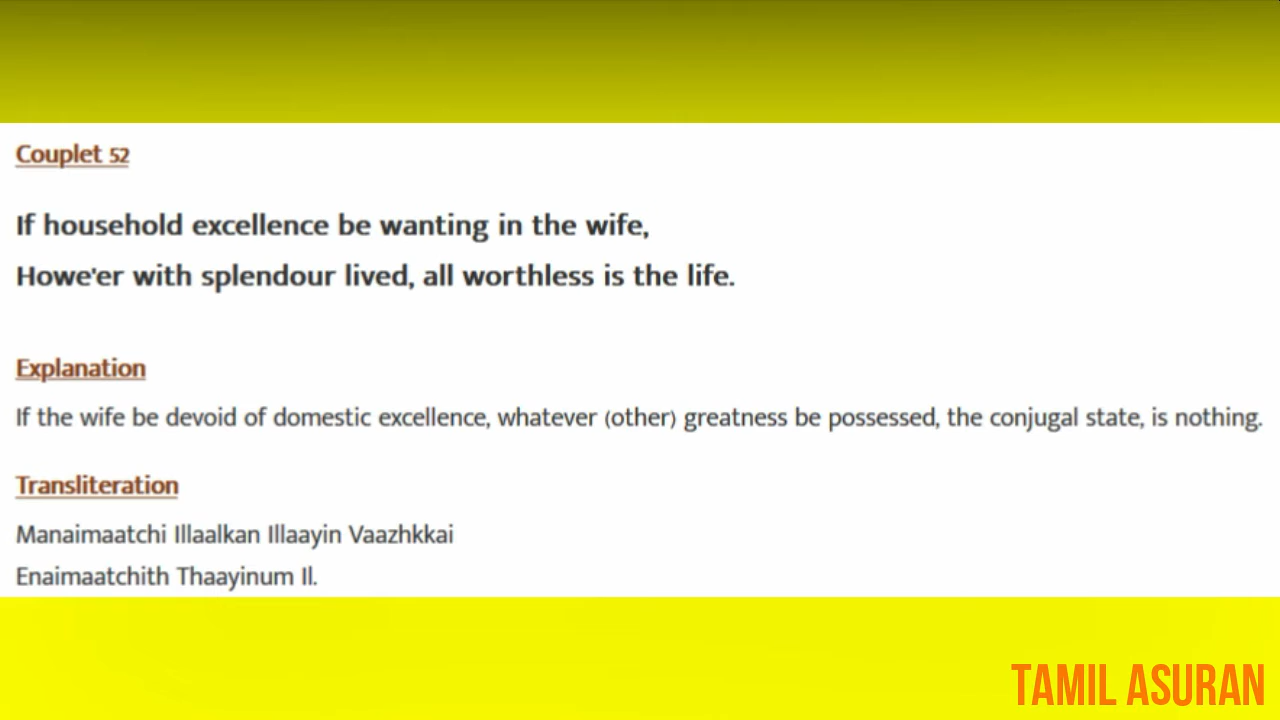 Couplet 52
If household excellence be wanting in the wife,
Howe'er with splendour lived, all worthless is the life.
Explanation
If the wife be devoid of domestic excellence, whatever (other) greatness be possessed, the conjugal state, is nothing.
Transliteration
Manaimaatchi Illaalkan Illaayin Vaazhkkai
Enaimaatchith Thaayinum Il.
TAMIL ASURAN